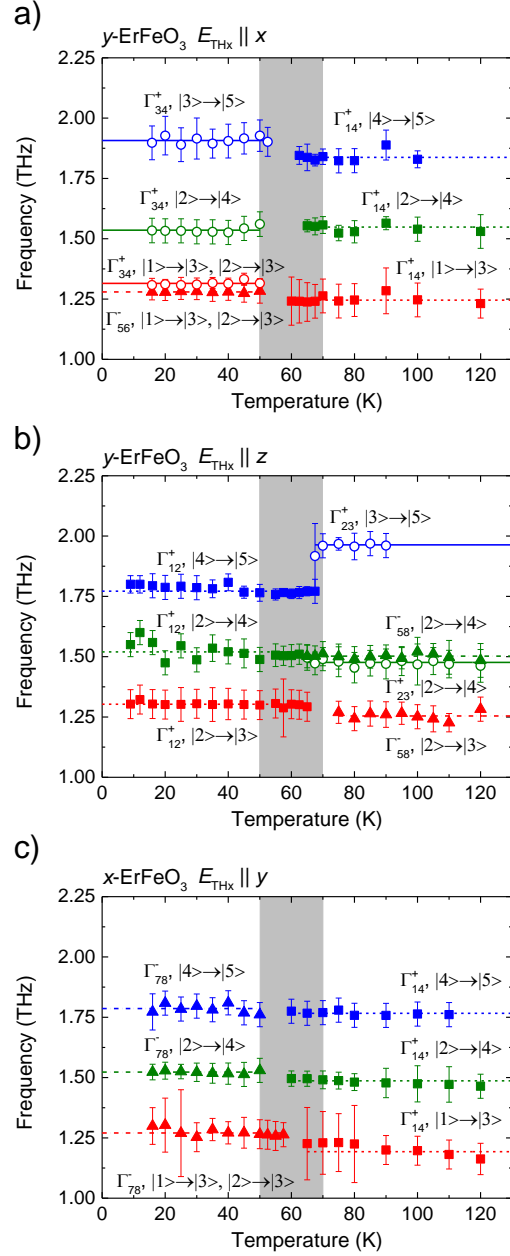 a)
y-ErFeO₃ E_THx || x
2.25
2.00
1.75
1.50
1.25
1.00
Frequency (THz)
Γ⁺₃₄, |3>→|5>
Γ⁺₁₄, |4>→|5>
Γ⁺₃₄, |2>→|4>
Γ⁺₁₄, |2>→|4>
Γ⁺₃₄, |1>→|3>, |2>→|3>
Γ⁺₁₄, |1>→|3>
Γ⁻₅₆, |1>→|3>, |2>→|3>
0 20 40 60 80 100 120
Temperature (K)
b)
y-ErFeO₃ E_THx || z
2.25
2.00
1.75
1.50
1.25
1.00
Frequency (THz)
Γ⁺₂₃, |3>→|5>
Γ⁺₁₂, |4>→|5>
Γ⁺₁₂, |2>→|4>
Γ⁻₅₈, |2>→|4>
Γ⁺₂₃, |2>→|4>
Γ⁺₁₂, |2>→|3>
Γ⁻₅₈, |2>→|3>
0 20 40 60 80 100 120
Temperature (K)
c)
x-ErFeO₃ E_THx || y
2.25
2.00
1.75
1.50
1.25
1.00
Frequency (THz)
Γ⁻₇₈, |4>→|5>
Γ⁺₁₄, |4>→|5>
Γ⁻₇₈, |2>→|4>
Γ⁺₁₄, |2>→|4>
Γ⁺₁₄, |1>→|3>
Γ⁻₇₈, |1>→|3>, |2>→|3>
0 20 40 60 80 100 120
Temperature (K)